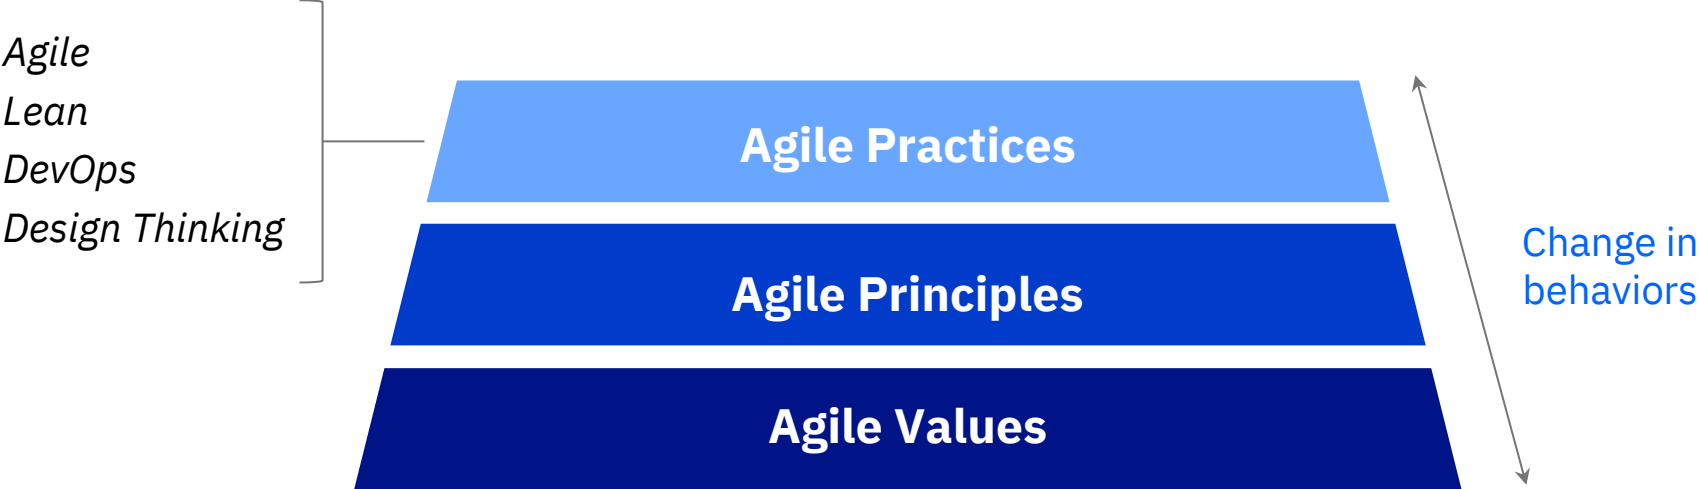 Agile
Lean
DevOps
Design Thinking
Agile Practices
Agile Principles
Agile Values
Change in
behaviors